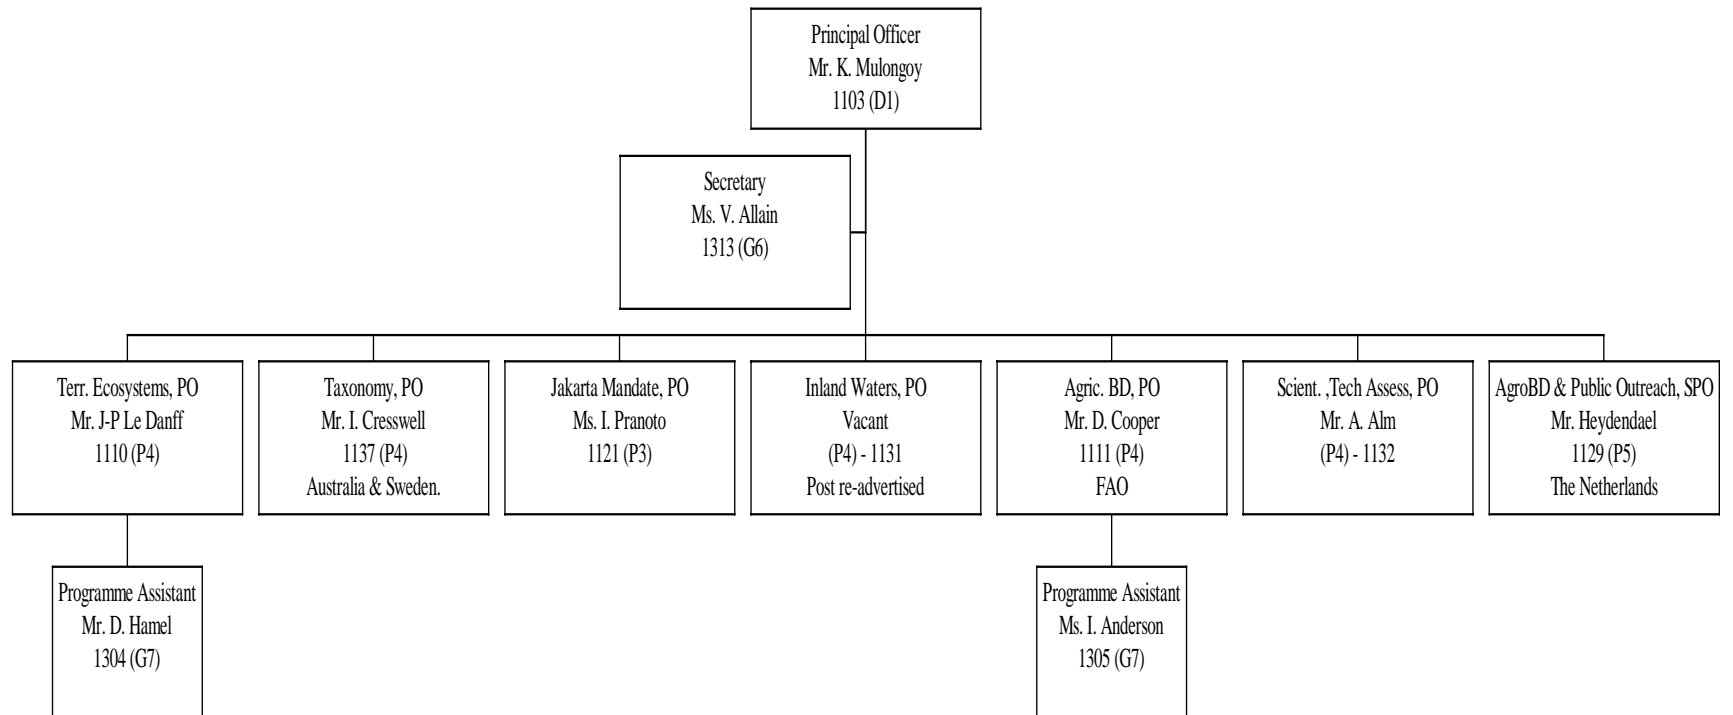 Principal Officer
Mr. K. Mulongoy
1103 (D1)
Secretary
Ms. V. Allain
1313 (G6)
Terr. Ecosystems, PO
Mr. J-P Le Danff
1110 (P4)
Taxonomy, PO
Mr. I. Cresswell
1137 (P4)
Australia & Sweden.
Jakarta Mandate, PO
Ms. I. Pranoto
1121 (P3)
Inland Waters, PO
Vacant
(P4) - 1131
Post re-advertised
Agric. BD, PO
Mr. D. Cooper
1111 (P4)
FAO
Scient. ,Tech Assess, PO
Mr. A. Alm
(P4) - 1132
AgroBD & Public Outreach, SPO
Mr. Heydendael
1129 (P5)
The Netherlands
Programme Assistant
Mr. D. Hamel
1304 (G7)
Programme Assistant
Ms. I. Anderson
1305 (G7)